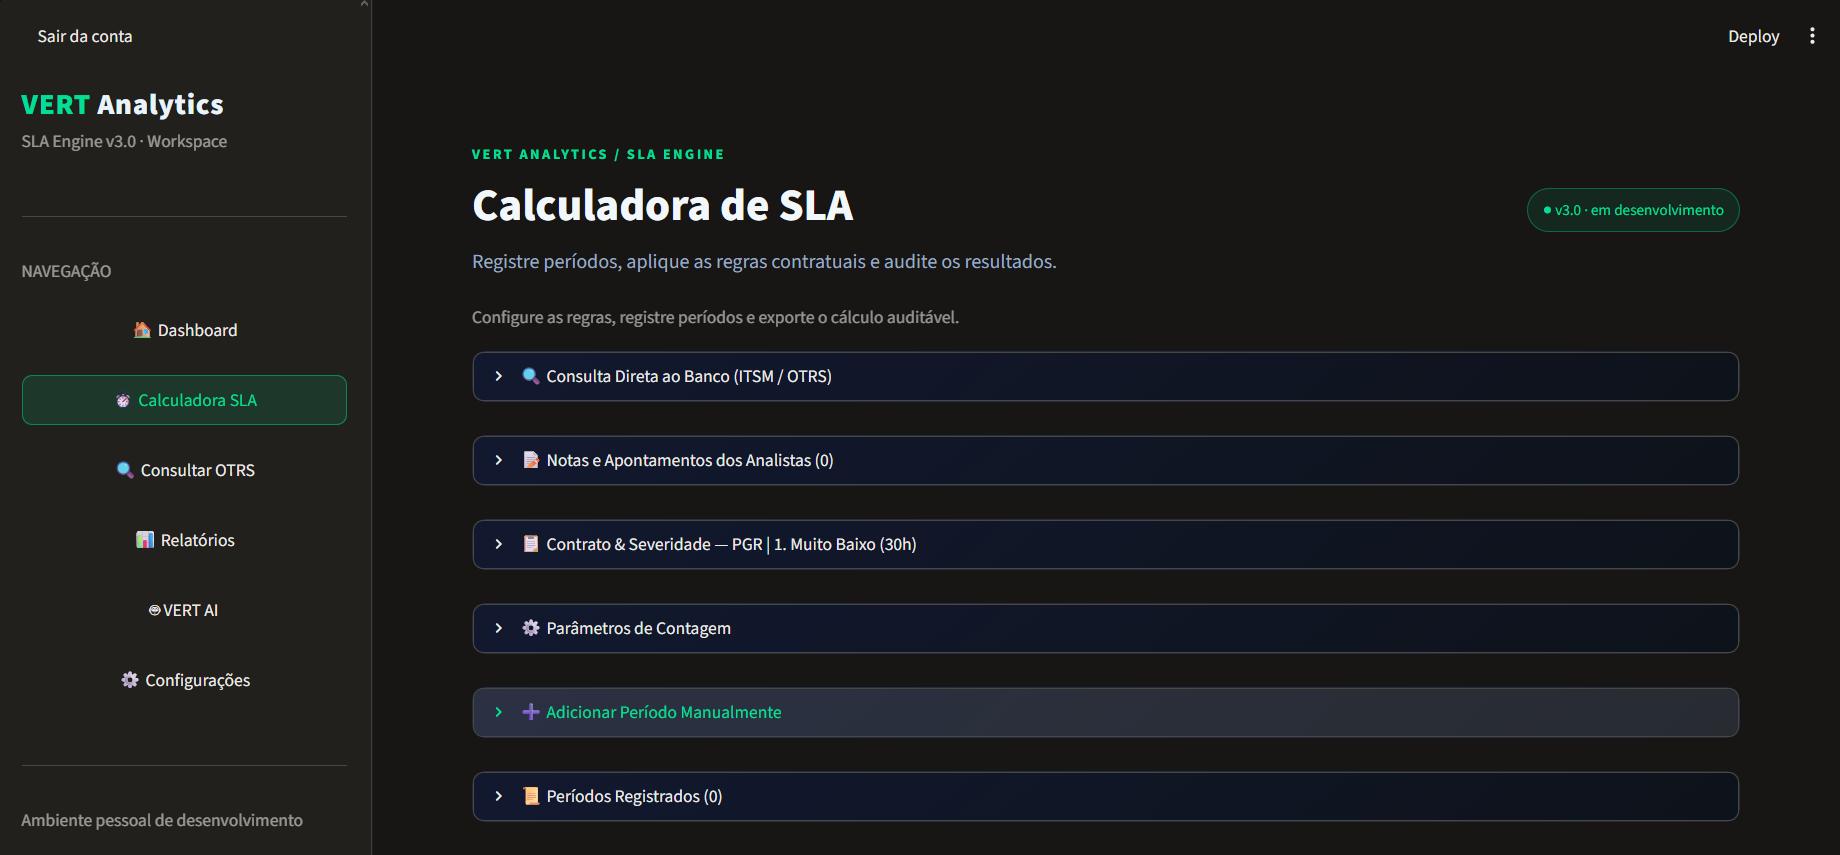 Sair da conta
VERT Analytics
SLA Engine v3.0 · Workspace
NAVEGAÇÃO
Dashboard
Calculadora SLA
Consultar OTRS
Relatórios
VERT AI
Configurações
Ambiente pessoal de desenvolvimento
Deploy
VERT ANALYTICS / SLA ENGINE
Calculadora de SLA
v3.0 · em desenvolvimento
Registre períodos, aplique as regras contratuais e audite os resultados.
Configure as regras, registre períodos e exporte o cálculo auditável.
Consulta Direta ao Banco (ITSM / OTRS)
Notas e Apontamentos dos Analistas (0)
Contrato & Severidade — PGR | 1. Muito Baixo (30h)
Parâmetros de Contagem
Adicionar Período Manualmente
Períodos Registrados (0)